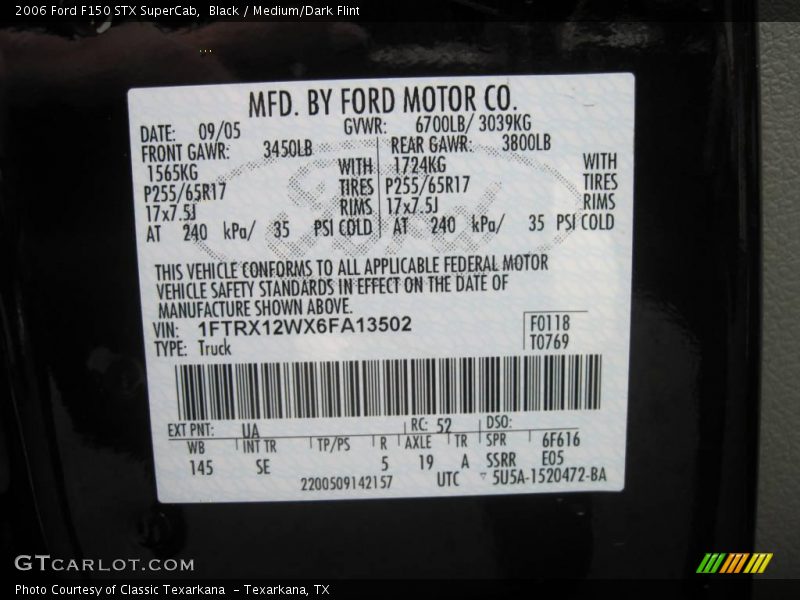 2006 Ford F150 STX SuperCab,  Black / Medium/Dark Flint
MFD. BY FORD MOTOR CO.
DATE: 09/05 GVWR: 6700LB/ 3039KG
FRONT GAWR: 3450LB REAR GAWR: 3800LB
1565KG WITH 1724KG WITH
P255/65R17 TIRES P255/65R17 TIRES
17x7.5J RIMS 17x7.5J RIMS
AT 240 kPa/ 35 PSI COLD AT 240 kPa/ 35 PSI COLD
Ford
THIS VEHICLE CONFORMS TO ALL APPLICABLE FEDERAL MOTOR
VEHICLE SAFETY STANDARDS IN EFFECT ON THE DATE OF
MANUFACTURE SHOWN ABOVE.
VIN: 1FTRX12WX6FA13502 F0118
TYPE: Truck T0769
EXT PNT: UA RC: 52 DSO:
WB INT TR TP/PS R AXLE TR SPR 6F616
145 SE 5 19 A SSRR E05
2200509142157 UTC 5U5A-1520472-BA
GTCARLOT.COM
Photo Courtesy of Classic Texarkana  - Texarkana, TX